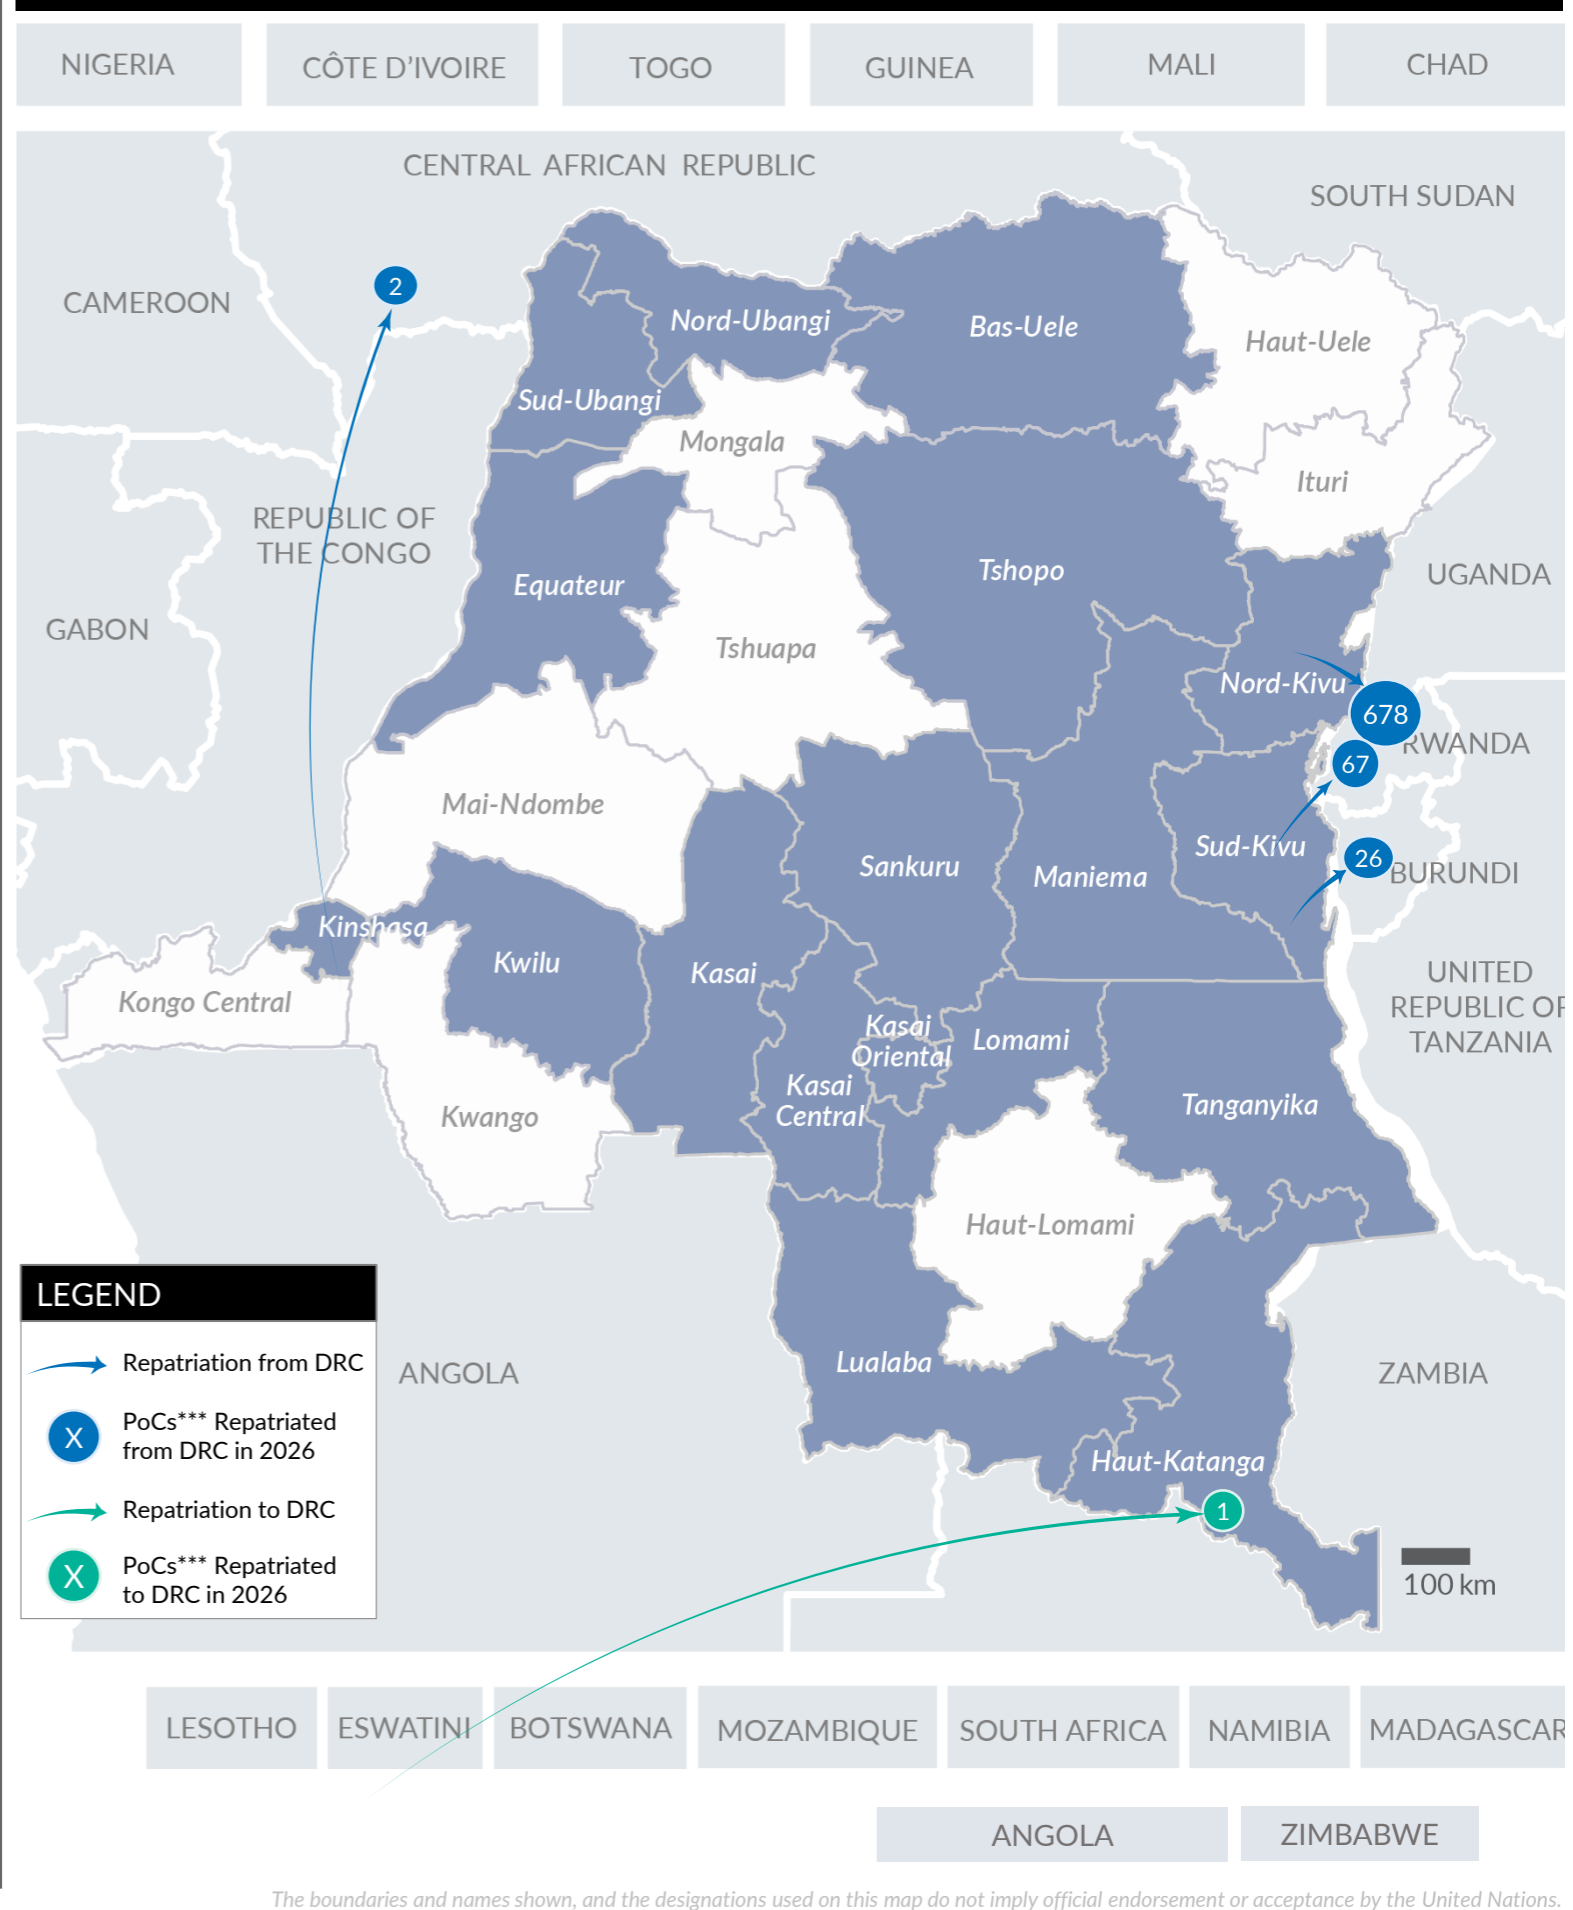 NIGERIA
CÔTE D'IVOIRE
TOGO
GUINEA
MALI
CHAD
CENTRAL AFRICAN REPUBLIC
SOUTH SUDAN
CAMEROON
2
Nord-Ubangi
Bas-Uele
Haut-Uele
Sud-Ubangi
Mongala
Ituri
REPUBLIC OF
THE CONGO
Equateur
Tshopo
UGANDA
GABON
Tshuapa
Nord-Kivu
678
RWANDA
67
Mai-Ndombe
Sud-Kivu
26
BURUNDI
Sankuru
Maniema
Kinshasa
Kwilu
Kasai
Kongo Central
UNITED
REPUBLIC OF
TANZANIA
Kasai
Oriental
Lomami
Kasai
Central
Tanganyika
Kwango
Haut-Lomami
LEGEND
Repatriation from DRC
X
PoCs*** Repatriated
from DRC in 2026
Repatriation to DRC
X
PoCs*** Repatriated
to DRC in 2026
ANGOLA
Lualaba
ZAMBIA
Haut-Katanga
1
100 km
LESOTHO
ESWATINI
BOTSWANA
MOZAMBIQUE
SOUTH AFRICA
NAMIBIA
MADAGASCAR
ANGOLA
ZIMBABWE
The boundaries and names shown, and the designations used on this map do not imply official endorsement or acceptance by the United Nations.